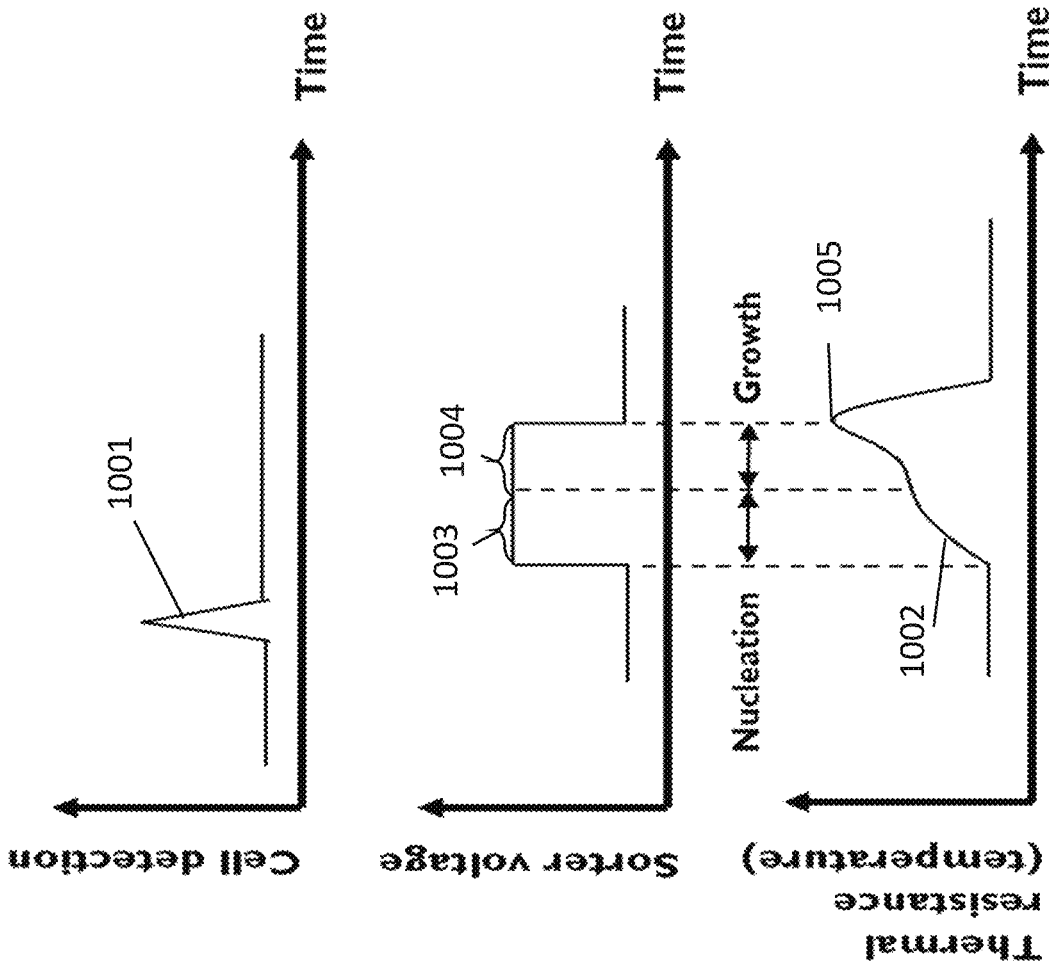 Cell detection
1001
Time
Sorter voltage
1003
1004
Time
Nucleation
Growth
Thermal
resistance
(temperature)
1002
1005
Time